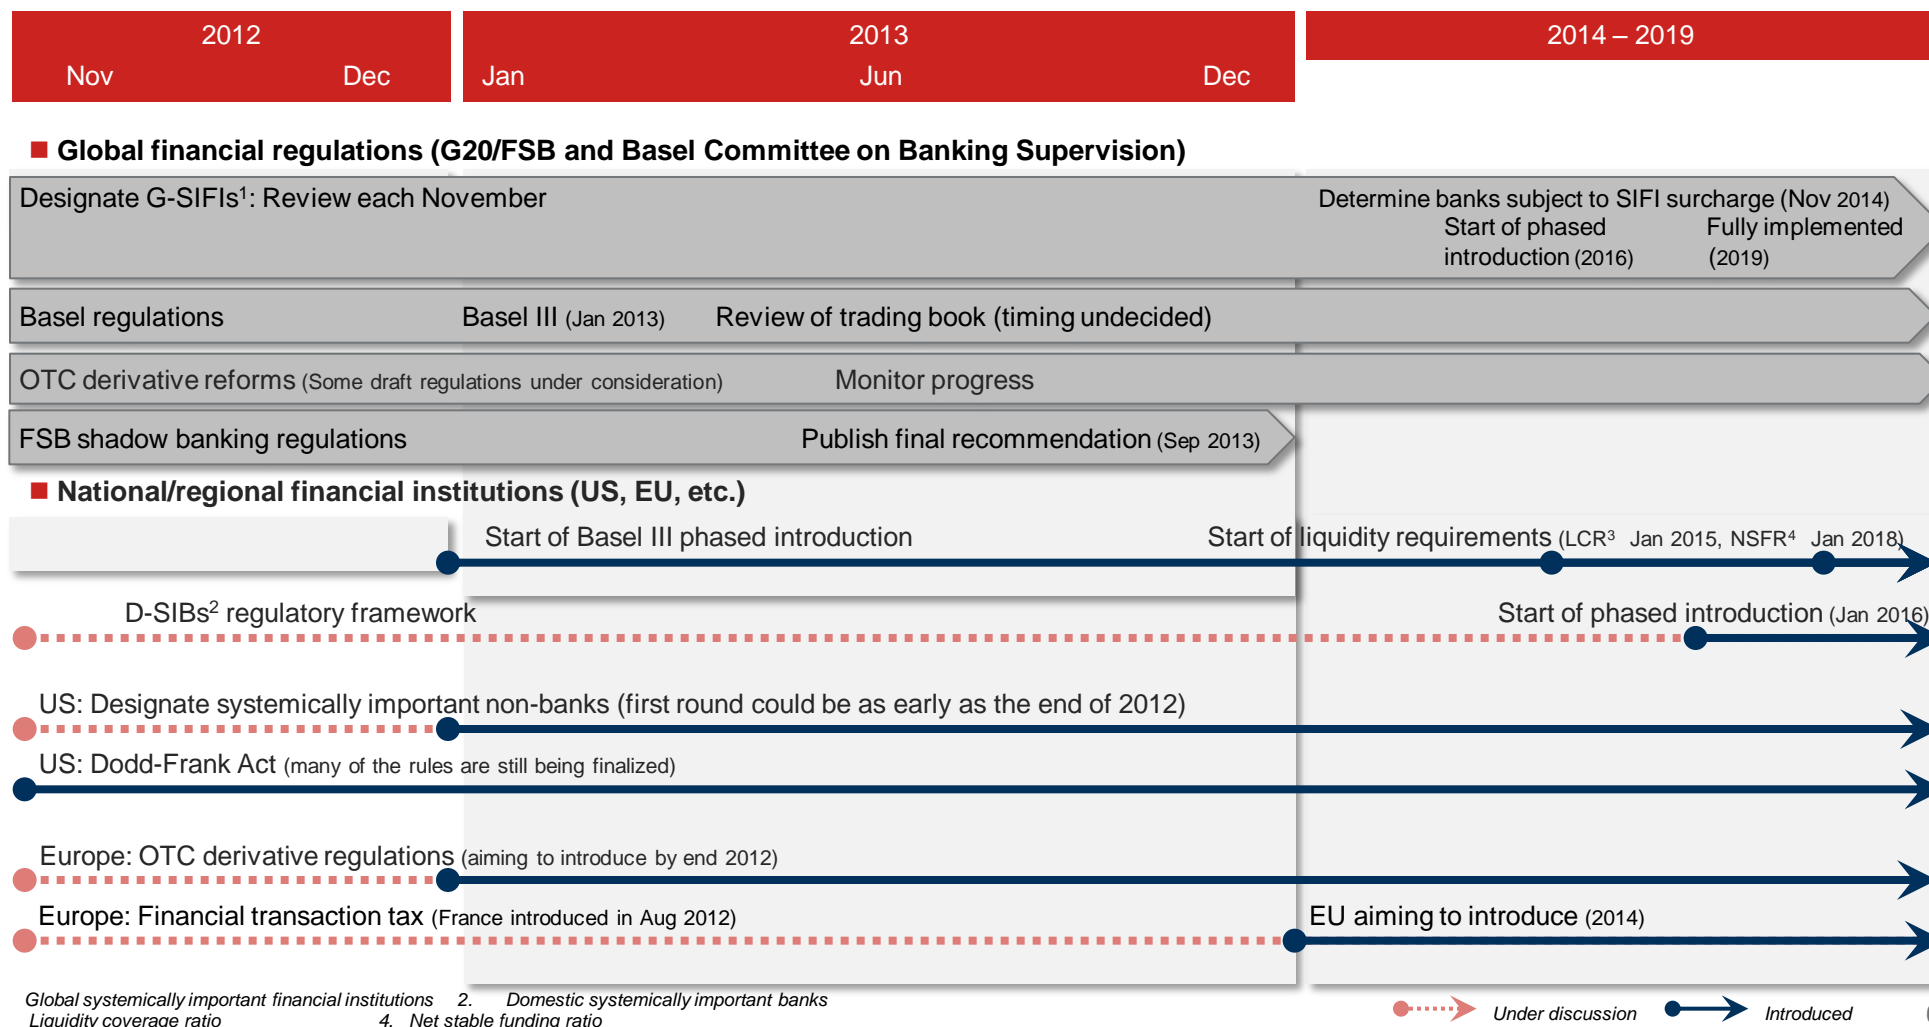 2012
2013
2014 – 2019
Nov Dec Jan Jun Dec
Global financial regulations (G20/FSB and Basel Committee on Banking Supervision)
Designate G-SIFIs¹: Review each November
Determine banks subject to SIFI surcharge (Nov 2014)
Start of phased introduction (2016)
Fully implemented (2019)
Basel regulations Basel III (Jan 2013) Review of trading book (timing undecided)
OTC derivative reforms (Some draft regulations under consideration) Monitor progress
FSB shadow banking regulations Publish final recommendation (Sep 2013)
National/regional financial institutions (US, EU, etc.)
Start of Basel III phased introduction Start of liquidity requirements (LCR³ Jan 2015, NSFR⁴ Jan 2018)
D-SIBs² regulatory framework Start of phased introduction (Jan 2016)
US: Designate systemically important non-banks (first round could be as early as the end of 2012)
US: Dodd-Frank Act (many of the rules are still being finalized)
Europe: OTC derivative regulations (aiming to introduce by end 2012)
Europe: Financial transaction tax (France introduced in Aug 2012) EU aiming to introduce (2014)
Global systemically important financial institutions 2. Domestic systemically important banks
Liquidity coverage ratio 4. Net stable funding ratio
Under discussion Introduced